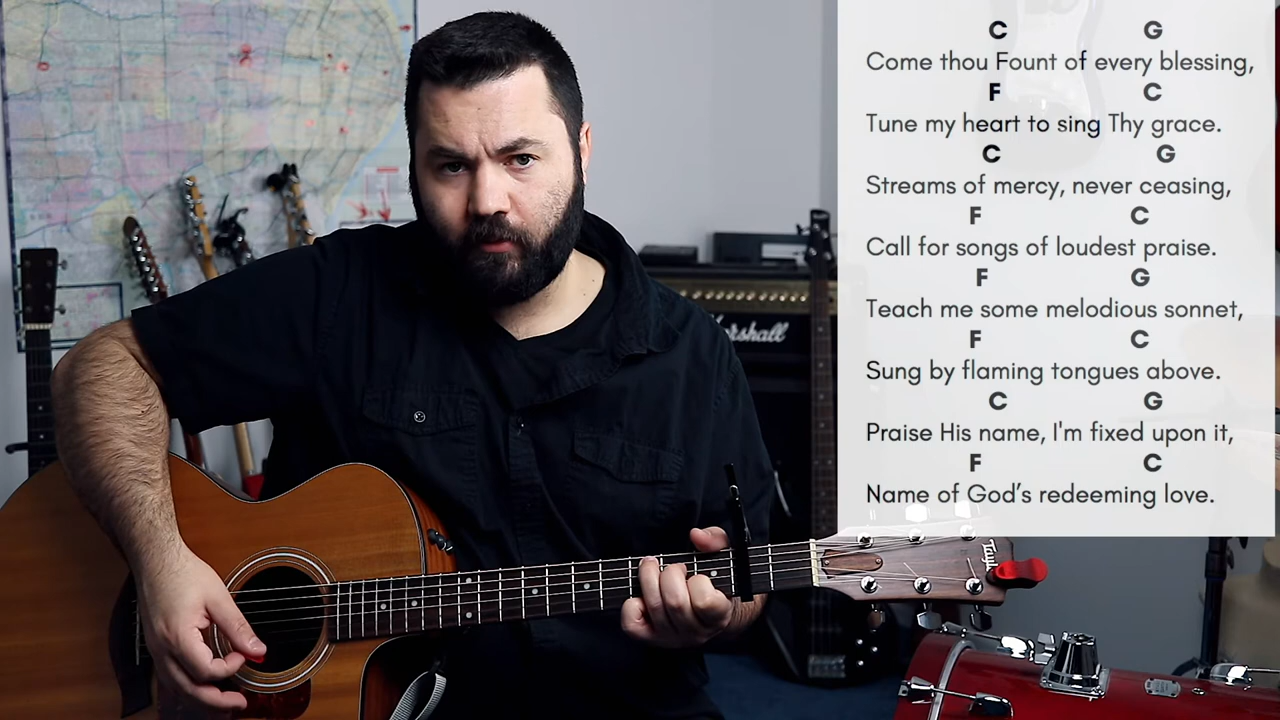 C G
Come thou Fount of every blessing,
F C
Tune my heart to sing Thy grace.
C G
Streams of mercy, never ceasing,
F C
Call for songs of loudest praise.
F G
Teach me some melodious sonnet,
F C
Sung by flaming tongues above.
C G
Praise His name, I'm fixed upon it,
F C
Name of God’s redeeming love.
Marshall
Taylor